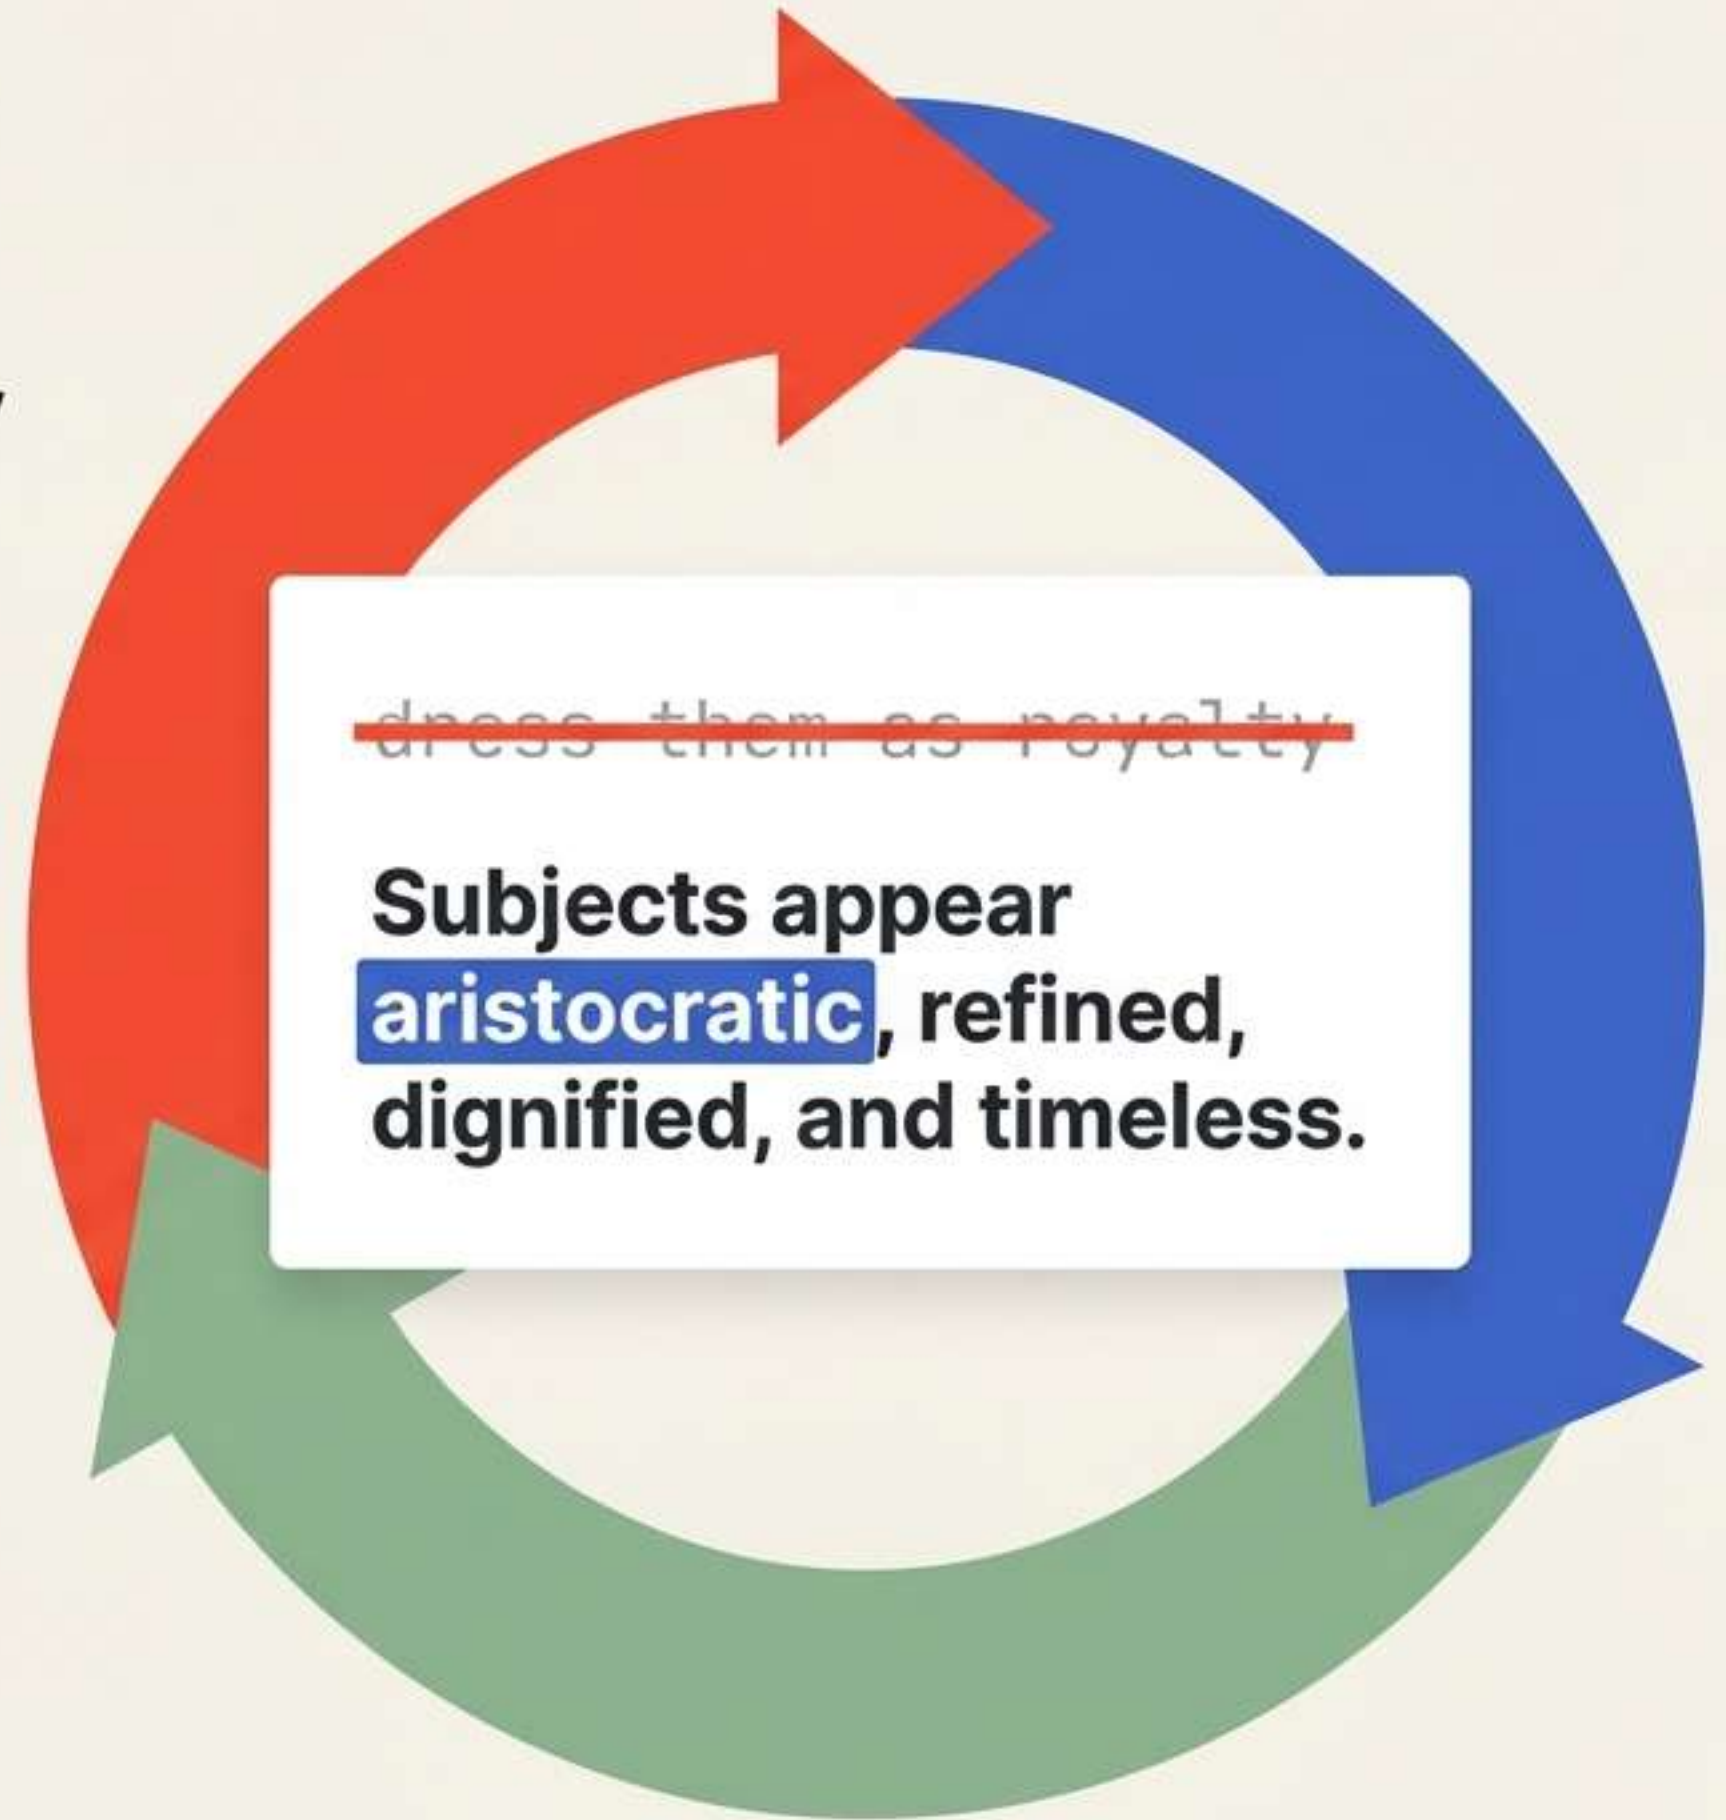 dress them as royalty
Subjects appear
aristocratic, refined,
dignified, and timeless.